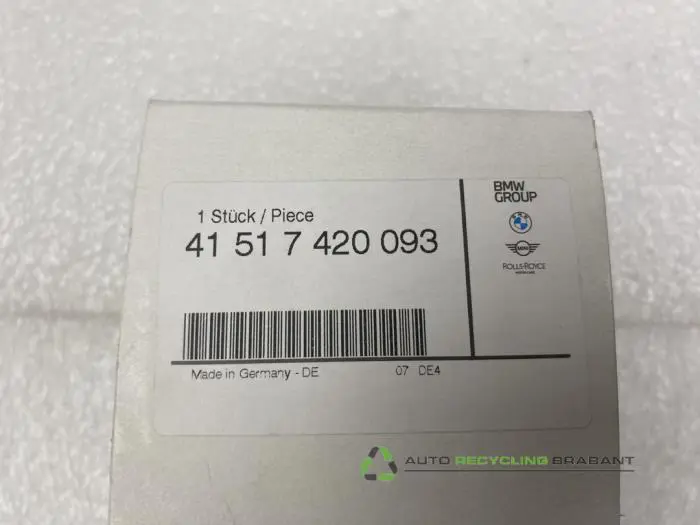 1 Stück / Piece
41 51 7 420 093
Made in Germany - DE
07 DE4
BMW
GROUP
MINI
ROLLS-ROYCE
AUTO RECYCLING BRABANT